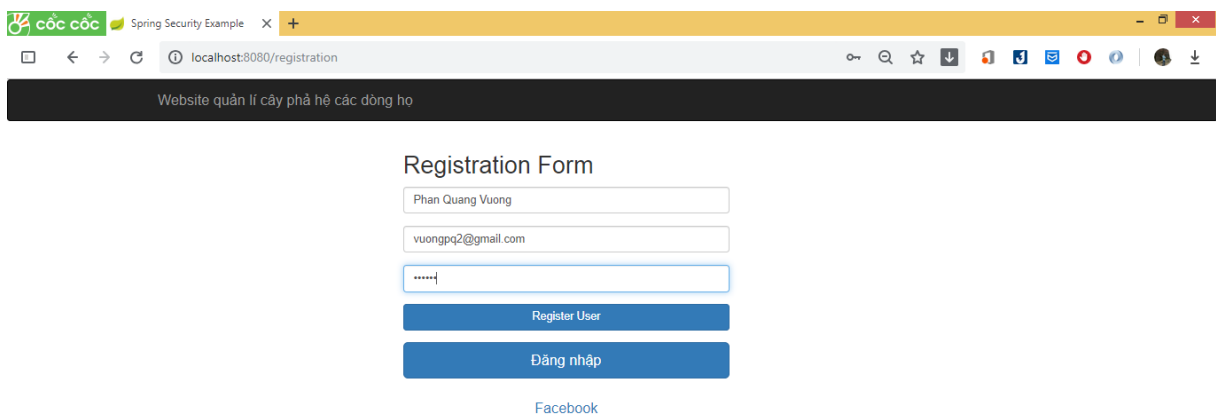 cốc cốc Spring Security Example
localhost:8080/registration
Website quản lí cây phả hệ các dòng họ
Registration Form
Phan Quang Vuong
vuongpq2@gmail.com
••••••
Register User
Đăng nhập
Facebook